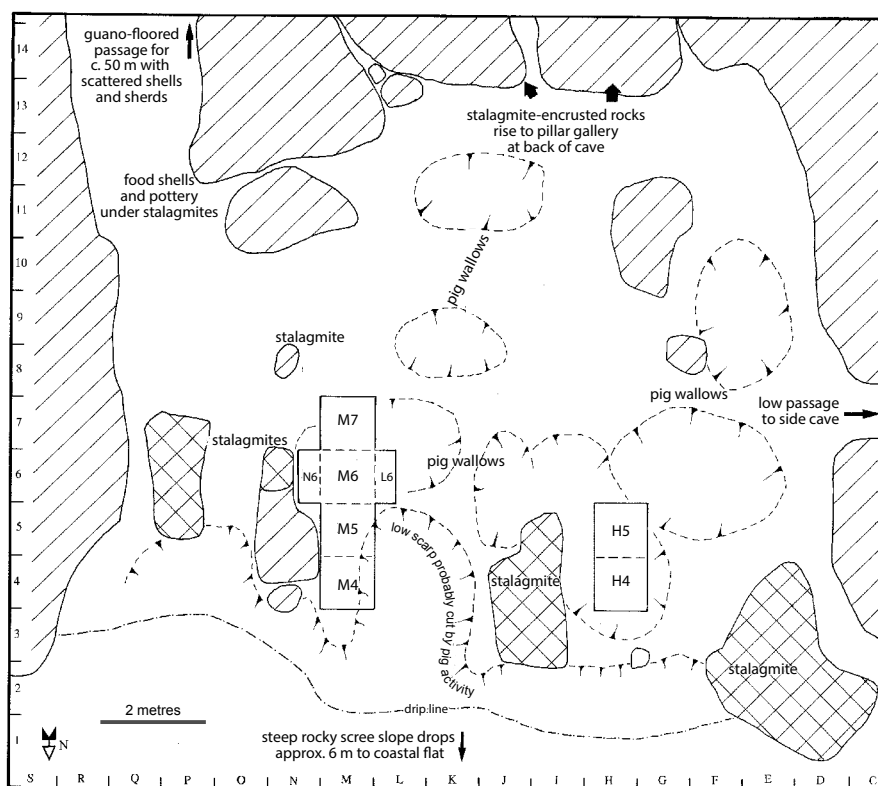 14
13
12
11
10
9
8
7
6
5
4
3
2
1
guano-floored
passage for
c. 50 m with
scattered shells
and sherds
stalagmite-encrusted rocks
rise to pillar gallery
at back of cave
food shells
and pottery
under stalagmites
pig wallows
stalagmite
pig wallows
low passage
to side cave
stalagmites
pig wallows
M7
N6
M6
L6
M5
M4
H5
H4
low scarp probably cut by pig activity
stalagmite
stalagmite
2 metres
drip line
N
steep rocky scree slope drops
approx. 6 m to coastal flat
S R Q P O N M L K J I H G F E D C